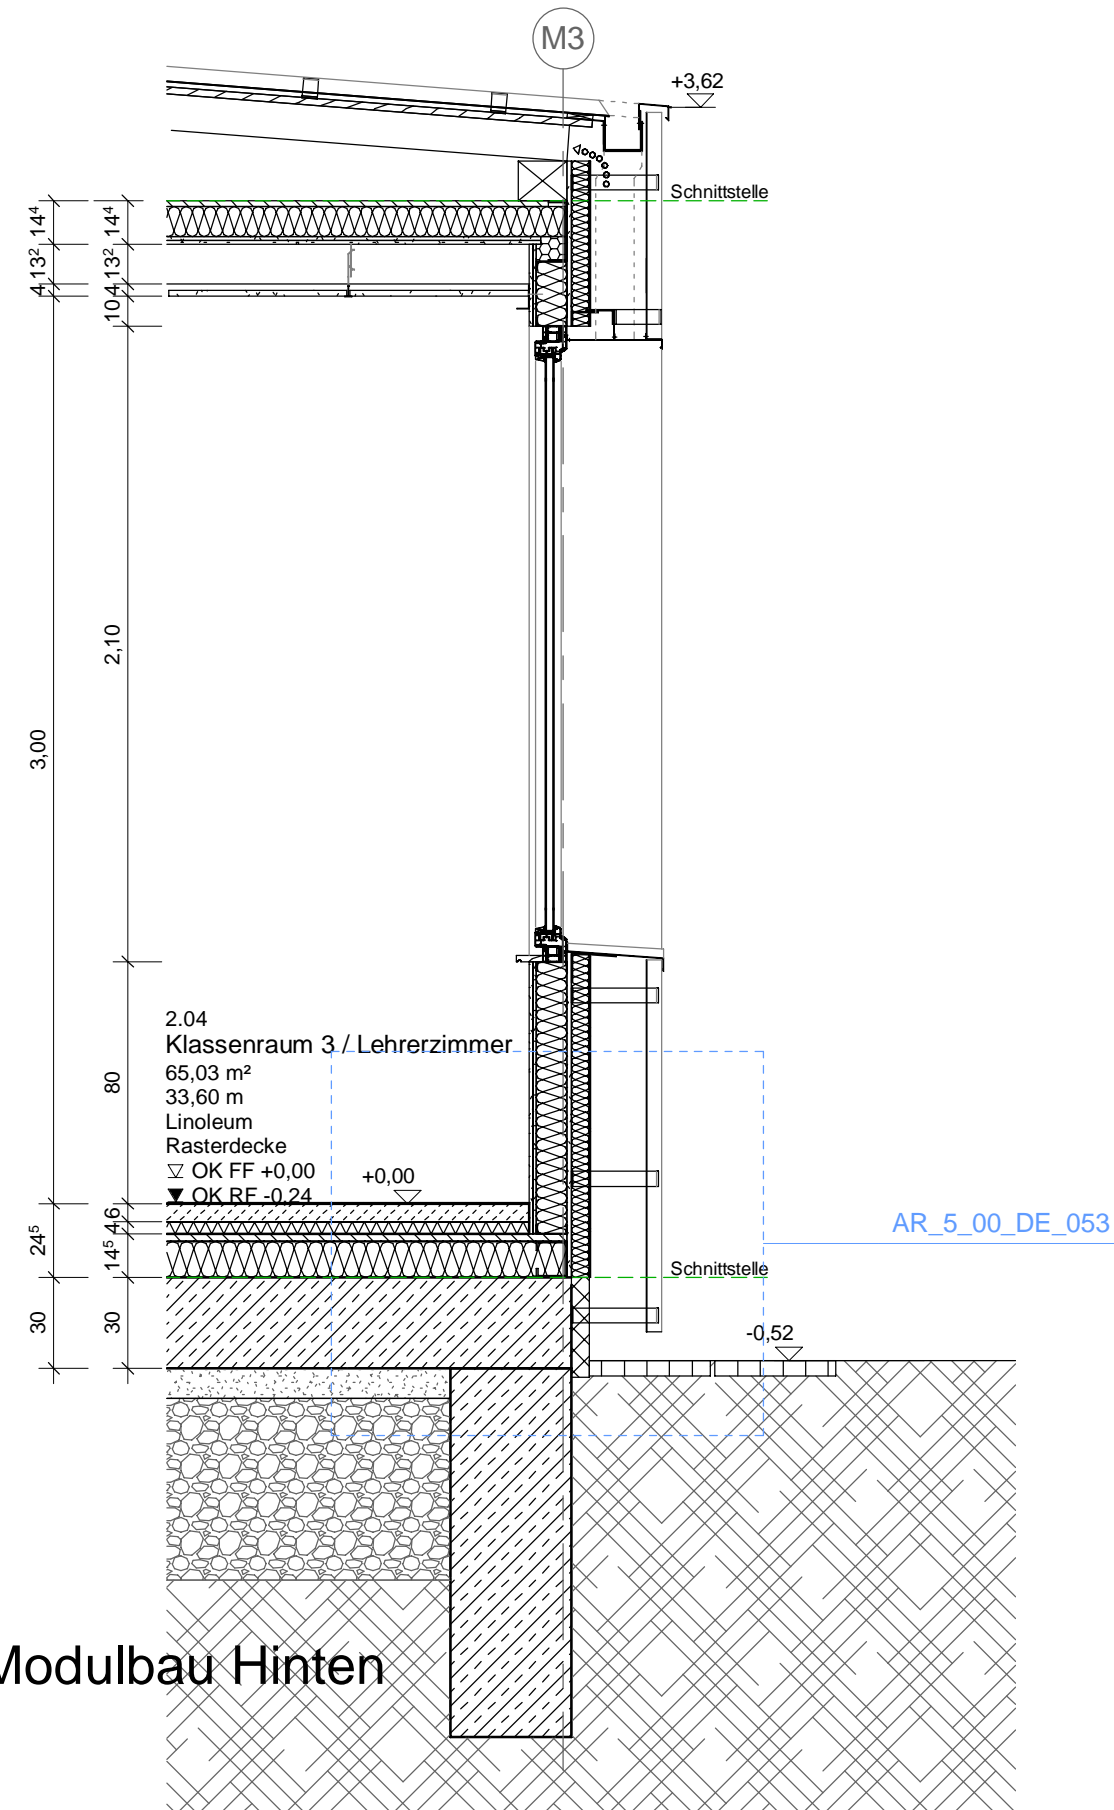 M3
+3,62
Schnittstelle
14⁴
14⁴
13²
13²
4
4
10
2,10
3,00
2.04
Klassenraum 3 / Lehrerzimmer
65,03 m²
33,60 m
Linoleum
Rasterdecke
OK FF +0,00
+0,00
OK RF -0,24
80
6
4
24⁵
14⁵
AR_5_00_DE_053
Schnittstelle
30
30
-0,52
Modulbau Hinten